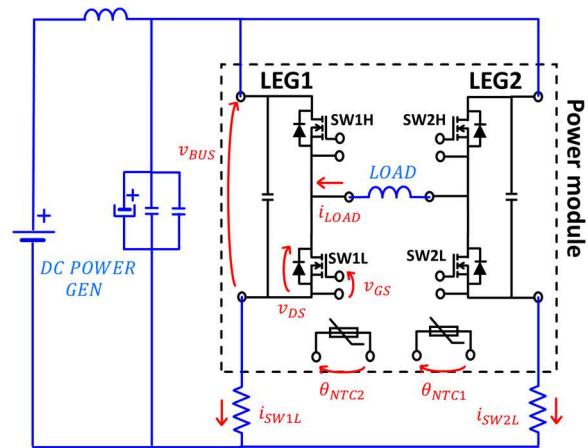 LEG1
LEG2
Power module
SW1H
SW2H
v_BUS
LOAD
i_LOAD
+
+
DC POWER
GEN
SW1L
SW2L
v_GS
v_DS
θ_NTC2
θ_NTC1
i_SW1L
i_SW2L